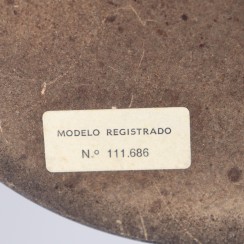 MODELO REGISTRADO
N.º 111.686